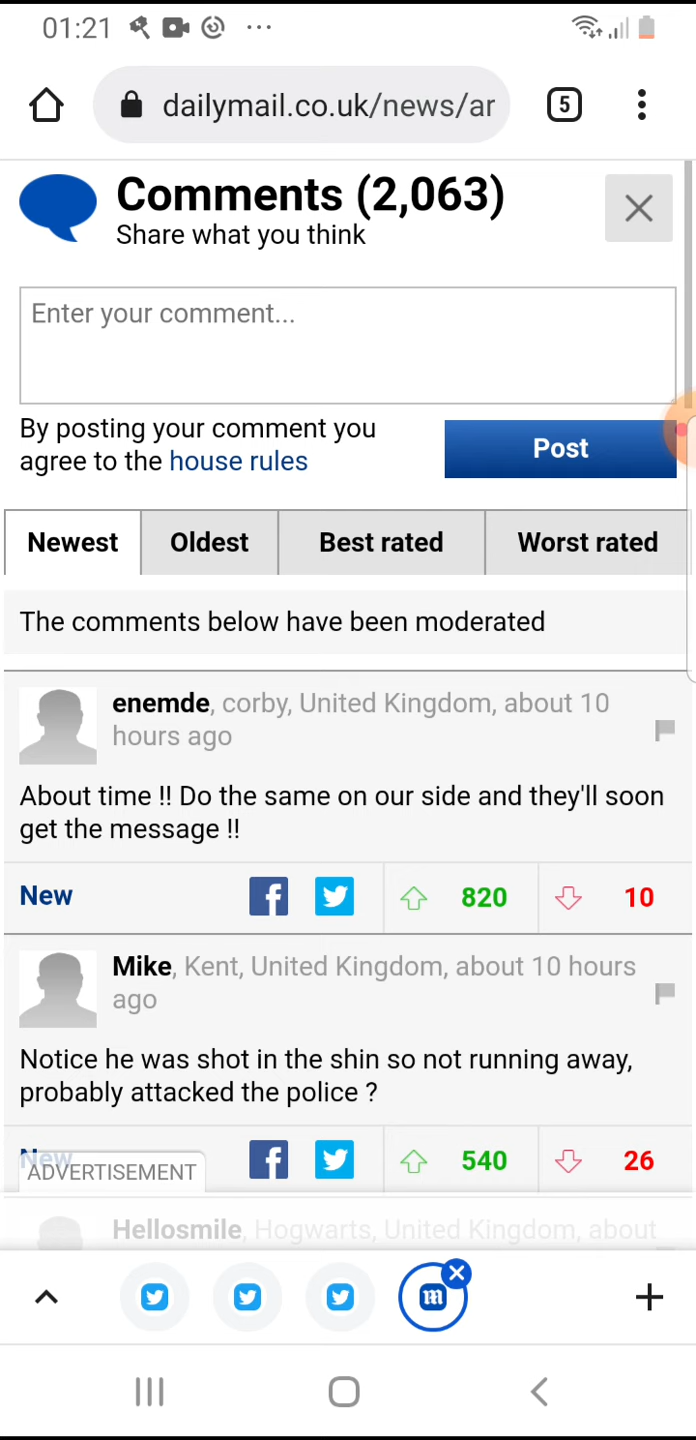 01:21
dailymail.co.uk/news/ar
5
Comments (2,063)
Share what you think
Enter your comment...
By posting your comment you
agree to the house rules
Post
Newest Oldest Best rated Worst rated
The comments below have been moderated
enemde, corby, United Kingdom, about 10
hours ago
About time !! Do the same on our side and they'll soon
get the message !!
New 820 10
Mike, Kent, United Kingdom, about 10 hours
ago
Notice he was shot in the shin so not running away,
probably attacked the police ?
New 540 26
ADVERTISEMENT
Hellosmile, Hogwarts, United Kingdom, about
m